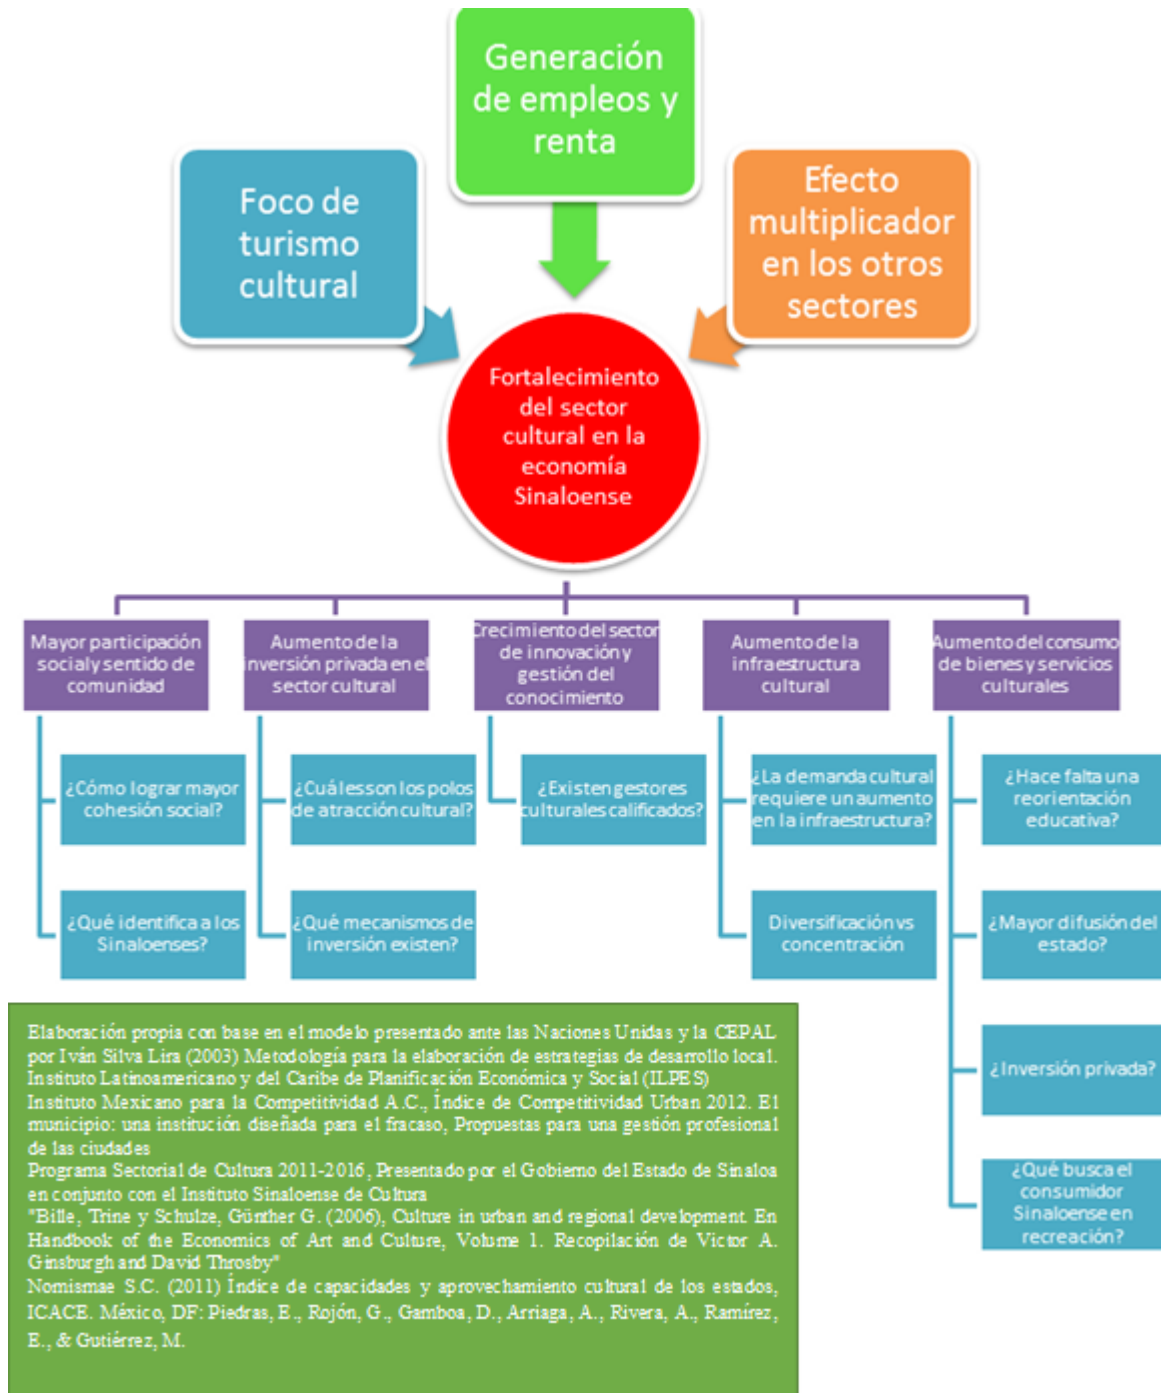 Generación
de empleos y
renta
Foco de
turismo
cultural
Efecto
multiplicador
en los otros
sectores
Fortalecimiento
del sector
cultural en la
economía
Sinaloense
Mayor participación
social y sentido de
comunidad
Aumento de la
inversión privada en el
sector cultural
Crecimiento del sector
de innovación y
gestión del
conocimiento
Aumento de la
infraestructura
cultural
Aumento del consumo
de bienes y servicios
culturales
¿Cómo lograr mayor
cohesión social?
¿Cuáles son los polos
de atracción cultural?
¿Existen gestores
culturales calificados?
¿La demanda cultural
requiere un aumento
en la infraestructura?
¿Hace falta una
reorientación
educativa?
¿Qué identifica a los
Sinaloenses?
¿Qué mecanismos de
inversión existen?
Diversificación vs
concentración
¿Mayor difusión del
estado?
¿Inversión privada?
¿Qué busca el
consumidor
Sinaloense en
recreación?
Elaboración propia con base en el modelo presentado ante las Naciones Unidas y la CEPAL
por Iván Silva Lira (2003) Metodología para la elaboración de estrategias de desarrollo local.
Instituto Latinoamericano y del Caribe de Planificación Económica y Social (ILPES)
Instituto Mexicano para la Competitividad A.C., Índice de Competitividad Urban 2012. El
municipio: una institución diseñada para el fracaso, Propuestas para una gestión profesional
de las ciudades
Programa Sectorial de Cultura 2011-2016, Presentado por el Gobierno del Estado de Sinaloa
en conjunto con el Instituto Sinaloense de Cultura
"Bille, Trine y Schulze, Günther G. (2006), Culture in urban and regional development. En
Handbook of the Economics of Art and Culture, Volume 1. Recopilación de Victor A.
Ginsburgh and David Throsby"
Nomismae S.C. (2011) Índice de capacidades y aprovechamiento cultural de los estados,
ICACE. México, DF: Piedras, E., Rojón, G., Gamboa, D., Arriaga, A., Rivera, A., Ramírez,
E., & Gutiérrez, M.